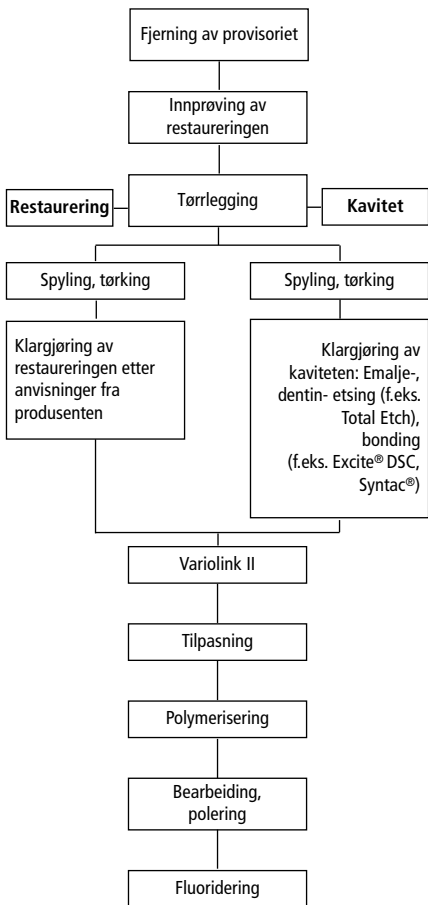 Fjerning av provisoriet
Innprøving av
restaureringen
Restaurering
Tørrlegging
Kavitet
Spyling, tørking
Spyling, tørking
Klargjøring av
restaureringen etter
anvisninger fra
produsenten
Klargjøring av
kaviteten: Emalje-,
dentin- etsing (f.eks.
Total Etch),
bonding
(f.eks. Excite® DSC,
Syntac®)
Variolink II
Tilpasning
Polymerisering
Bearbeiding,
polering
Fluoridering